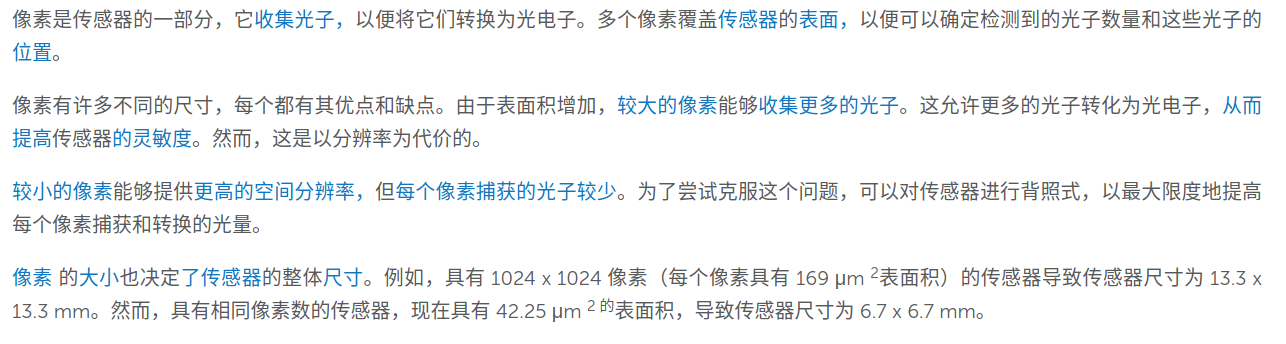 像素是传感器的一部分，它收集光子，以便将它们转换为光电子。多个像素覆盖传感器的表面，以便可以确定检测到的光子数量和这些光子的
位置。
像素有许多不同的尺寸，每个都有其优点和缺点。由于表面积增加，较大的像素能够收集更多的光子。这允许更多的光子转化为光电子，从而
提高传感器的灵敏度。然而，这是以分辨率为代价的。
较小的像素能够提供更高的空间分辨率，但每个像素捕获的光子较少。为了尝试克服这个问题，可以对传感器进行背照式，以最大限度地提高
每个像素捕获和转换的光量。
像素 的大小也决定了传感器的整体尺寸。例如，具有 1024 x 1024 像素（每个像素具有 169 μm ²表面积）的传感器导致传感器尺寸为 13.3 x
13.3 mm。然而，具有相同像素数的传感器，现在具有 42.25 μm ² 的表面积，导致传感器尺寸为 6.7 x 6.7 mm。